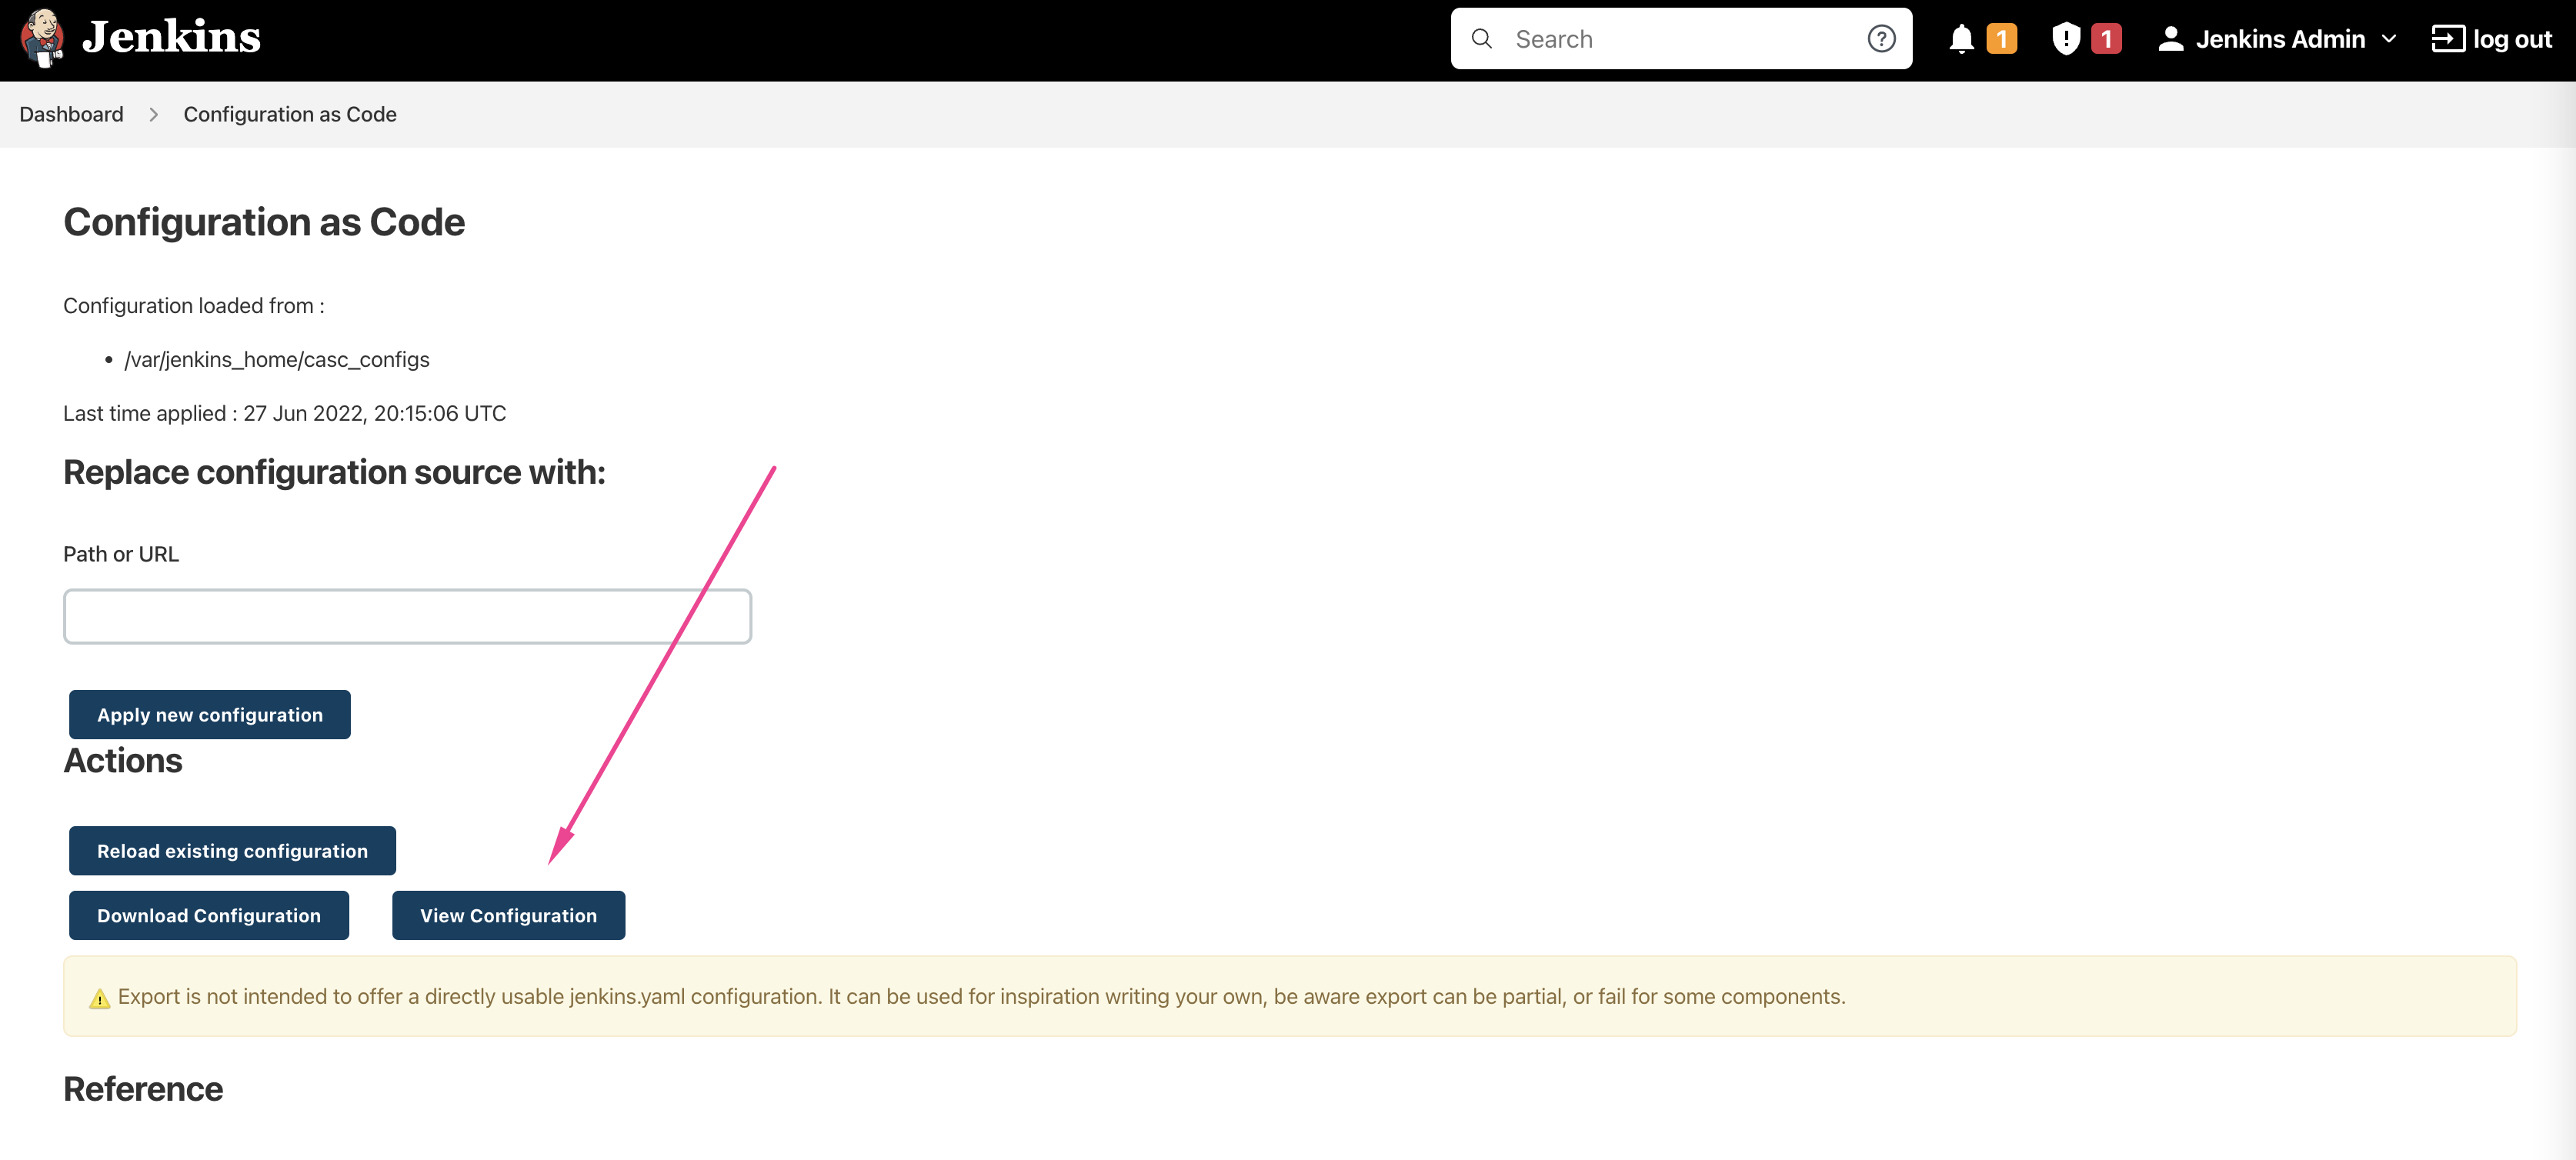 Jenkins
Search
1
1
Jenkins Admin
log out
Dashboard
Configuration as Code
Configuration as Code
Configuration loaded from :
• /var/jenkins_home/casc_configs
Last time applied : 27 Jun 2022, 20:15:06 UTC
Replace configuration source with:
Path or URL
Apply new configuration
Actions
Reload existing configuration
Download Configuration
View Configuration
Export is not intended to offer a directly usable jenkins.yaml configuration. It can be used for inspiration writing your own, be aware export can be partial, or fail for some components.
Reference